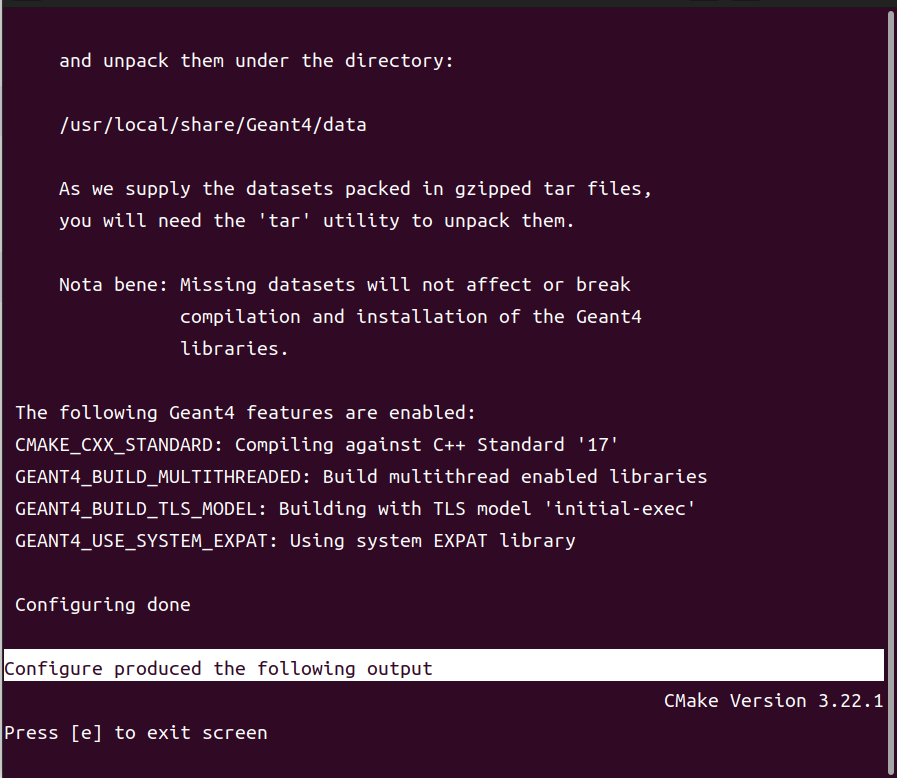 and unpack them under the directory:
/usr/local/share/Geant4/data
As we supply the datasets packed in gzipped tar files,
you will need the 'tar' utility to unpack them.
Nota bene: Missing datasets will not affect or break
compilation and installation of the Geant4
libraries.
The following Geant4 features are enabled:
CMAKE_CXX_STANDARD: Compiling against C++ Standard '17'
GEANT4_BUILD_MULTITHREADED: Build multithread enabled libraries
GEANT4_BUILD_TLS_MODEL: Building with TLS model 'initial-exec'
GEANT4_USE_SYSTEM_EXPAT: Using system EXPAT library
Configuring done
Configure produced the following output
CMake Version 3.22.1
Press [e] to exit screen